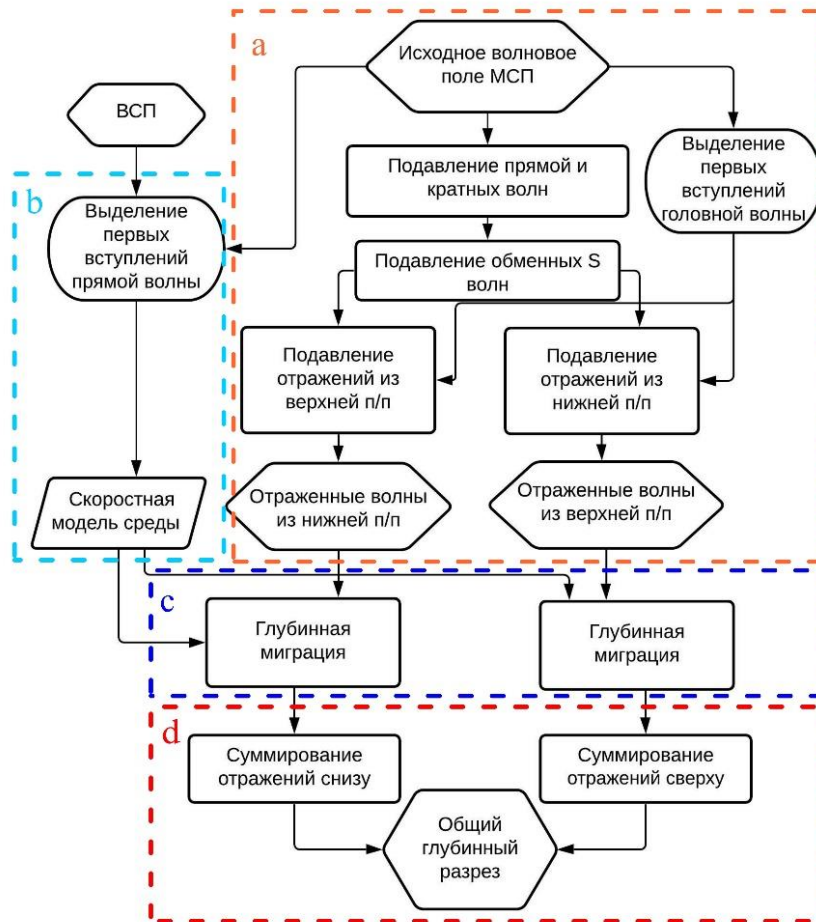 a
Исходное волновое
поле МСП
ВСП
Подавление прямой и
кратных волн
Выделение
первых
вступлений
головной волны
b
Выделение
первых
вступлений
прямой волны
Подавление обменных S
волн
Подавление
отражений из
верхней п/п
Подавление
отражений из
нижней п/п
Скоростная
модель среды
Отраженные волны
из нижней п/п
Отраженные волны
из верхней п/п
c
Глубинная
миграция
Глубинная
миграция
d
Суммирование
отражений снизу
Суммирование
отражений сверху
Общий
глубинный
разрез